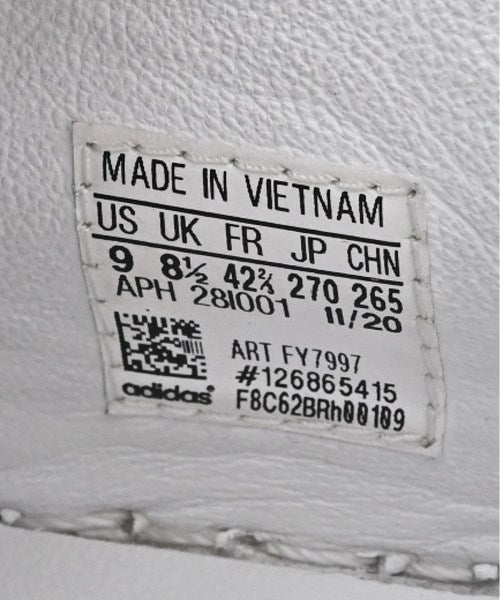 MADE IN VIETNAM
US UK FR JP CHN
9 8½ 42⅔ 270 265
APH 281001 11/20
ART FY7997
#126865415
adidas® F8C62BRh00109